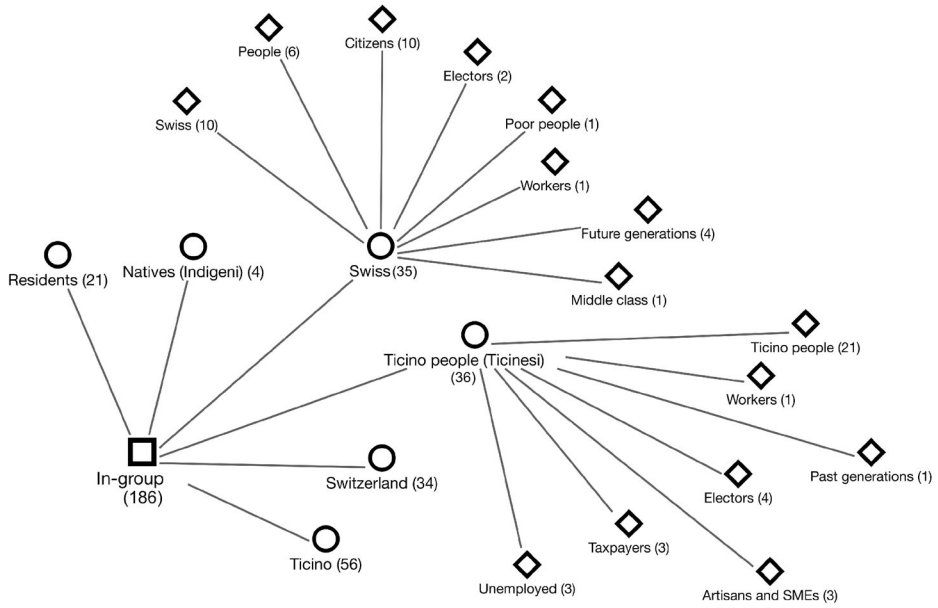 Citizens (10)
People (6)
Electors (2)
Swiss (10)
Poor people (1)
Workers (1)
Future generations (4)
Residents (21)
Natives (Indigeni) (4)
Swiss (35)
Middle class (1)
Ticino people (21)
Ticino people (Ticinesi)
(36)
Workers (1)
In-group
(186)
Switzerland (34)
Past generations (1)
Electors (4)
Taxpayers (3)
Ticino (56)
Unemployed (3)
Artisans and SMEs (3)